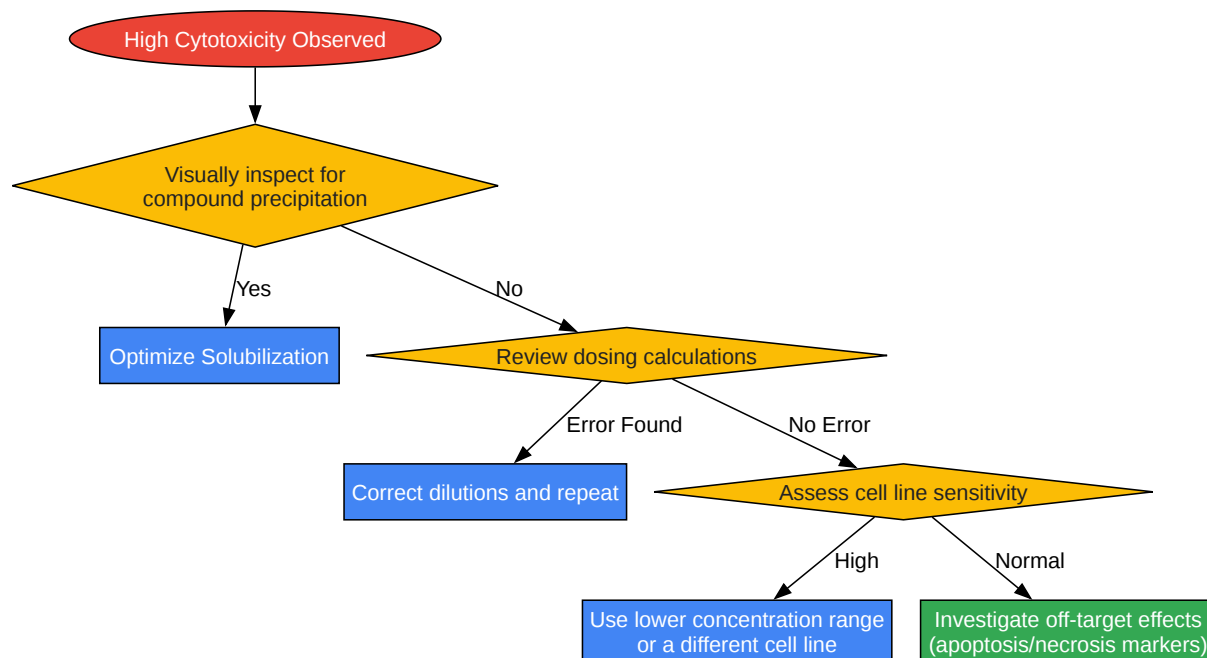 High Cytotoxicity Observed
Visually inspect for
compound precipitation
Yes
No
Optimize Solubilization
Review dosing calculations
Error Found
No Error
Correct dilutions and repeat
Assess cell line sensitivity
High
Normal
Use lower concentration range
or a different cell line
Investigate off-target effects
(apoptosis/necrosis markers)